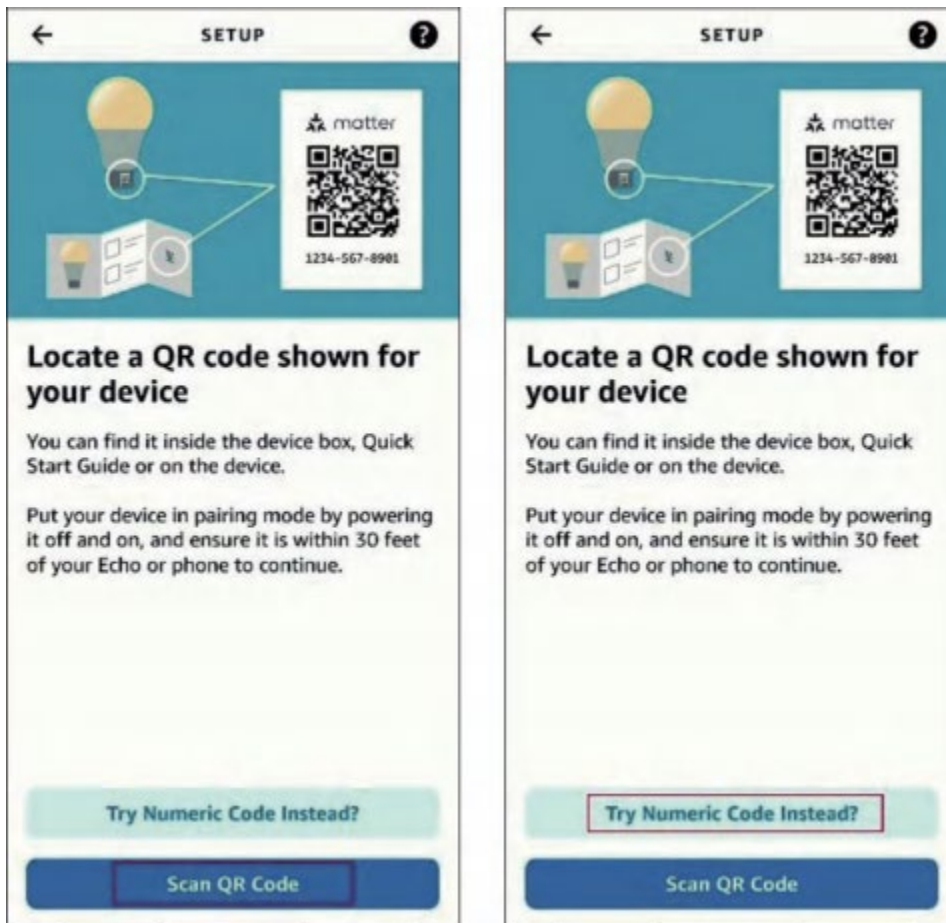 SETUP
matter
1234-567-8901
Locate a QR code shown for
your device
You can find it inside the device box, Quick
Start Guide or on the device.
Put your device in pairing mode by powering
it off and on, and ensure it is within 30 feet
of your Echo or phone to continue.
Try Numeric Code Instead?
Scan QR Code
SETUP
matter
1234-567-8901
Locate a QR code shown for
your device
You can find it inside the device box, Quick
Start Guide or on the device.
Put your device in pairing mode by powering
it off and on, and ensure it is within 30 feet
of your Echo or phone to continue.
Try Numeric Code Instead?
Scan QR Code